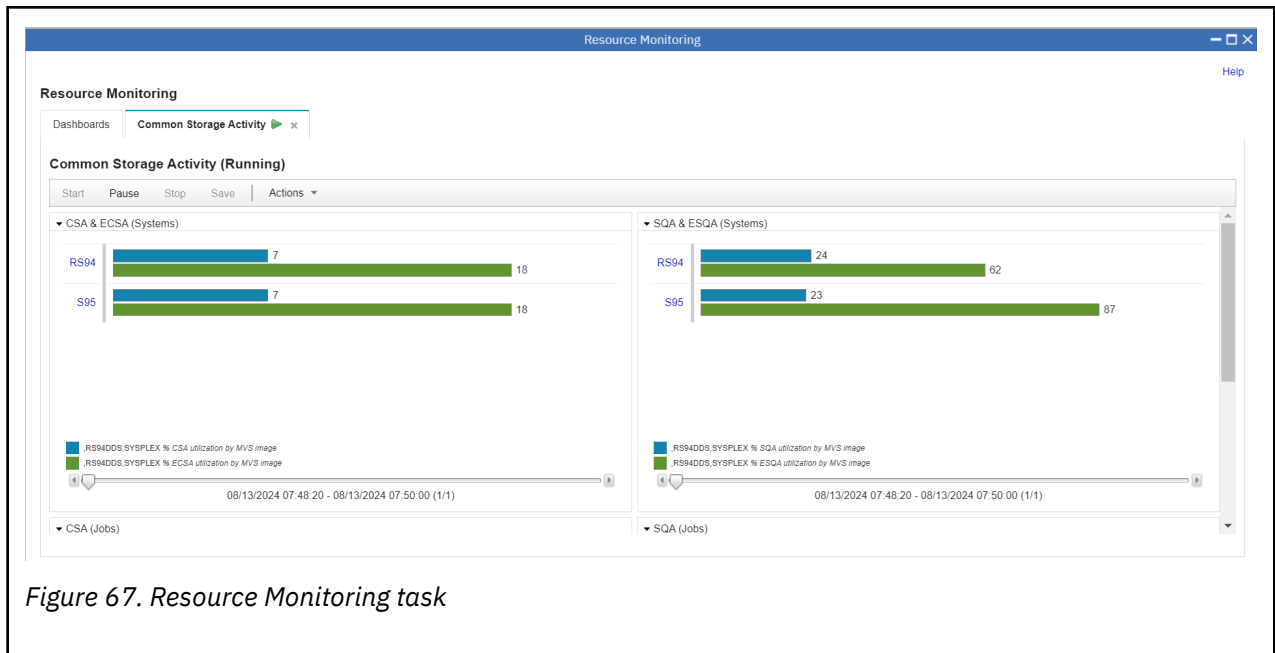 Resource Monitoring
Help
Resource Monitoring
Dashboards Common Storage Activity
Common Storage Activity (Running)
Start Pause Stop Save Actions
CSA & ECSA (Systems)
RS94
7
18
S95
7
18
,RS94DDS,SYSPLEX % CSA utilization by MVS image
,RS94DDS,SYSPLEX % ECSA utilization by MVS image
08/13/2024 07:48:20 - 08/13/2024 07:50:00 (1/1)
SQA & ESQA (Systems)
RS94
24
62
S95
23
87
,RS94DDS,SYSPLEX % SQA utilization by MVS image
,RS94DDS,SYSPLEX % ESQA utilization by MVS image
08/13/2024 07:48:20 - 08/13/2024 07:50:00 (1/1)
CSA (Jobs)
SQA (Jobs)
Figure 67. Resource Monitoring task